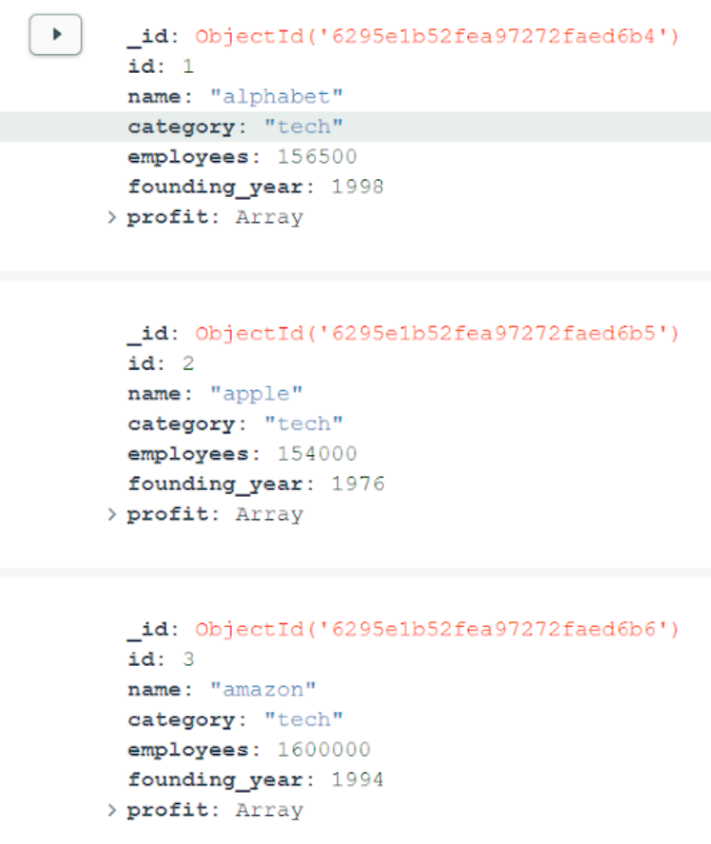 _id: ObjectId('6295e1b52fea97272faed6b4')
id: 1
name: "alphabet"
category: "tech"
employees: 156500
founding_year: 1998
> profit: Array
_id: ObjectId('6295e1b52fea97272faed6b5')
id: 2
name: "apple"
category: "tech"
employees: 154000
founding_year: 1976
> profit: Array
_id: ObjectId('6295e1b52fea97272faed6b6')
id: 3
name: "amazon"
category: "tech"
employees: 1600000
founding_year: 1994
> profit: Array